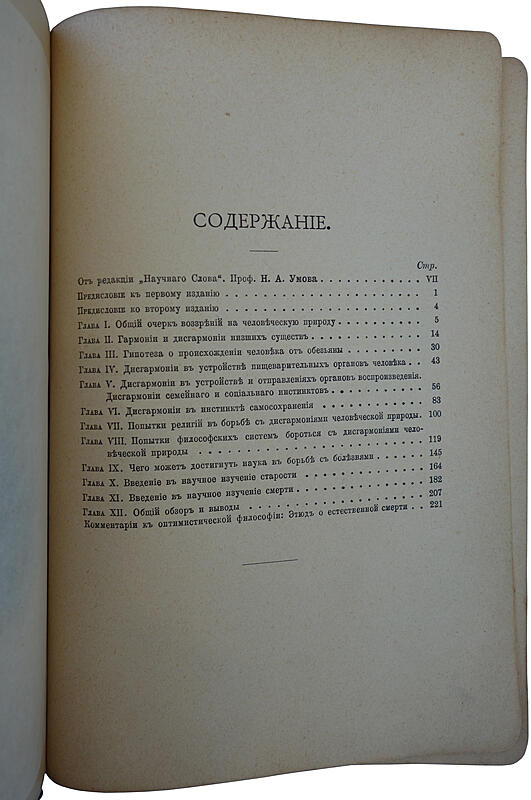 СОДЕРЖАНІЕ.
Стр.
Отъ редакціи „Научнаго Слова“. Проф. Н. А. Умова . . . . . . . . . . . VII
Предисловіе къ первому изданію . . . . . . . . . . . . . . . . . . . . 1
Предисловіе ко второму изданію . . . . . . . . . . . . . . . . . . . . 4
Глава I. Общій очеркъ воззрѣній на человѣческую природу . . . . . . . . 5
Глава II. Гармоніи и дисгармоніи низшихъ существъ . . . . . . . . . . . 14
Глава III. Гипотеза о происхожденіи человѣка отъ обезьяны . . . . . . . 30
Глава IV. Дисгармоніи въ устройствѣ пищеварительныхъ органовъ человѣка . . 43
Глава V. Дисгармоніи въ устройствѣ и отправленіяхъ органовъ воспроизведенія.
Дисгармоніи семейнаго и соціальнаго инстинктовъ . . . . . . . . . . 56
Глава VI. Дисгармоніи въ инстинктѣ самосохраненія . . . . . . . . . . . 83
Глава VII. Попытки религій въ борьбѣ съ дисгармоніями человѣческой природы. 100
Глава VIII. Попытки философскихъ системъ бороться съ дисгармоніями чело-
вѣческой природы . . . . . . . . . . . . . . . . . . . . . . . . 119
Глава IX. Чего можетъ достигнуть наука въ борьбѣ съ болѣзнями . . . . . 145
Глава X. Введеніе въ научное изученіе старости . . . . . . . . . . . . . 164
Глава XI. Введеніе въ научное изученіе смерти . . . . . . . . . . . . . . 182
Глава XII. Общій обзоръ и выводы . . . . . . . . . . . . . . . . . . . 207
Комментаріи къ оптимистической философіи: Этюдъ о естественной смерти . . 221